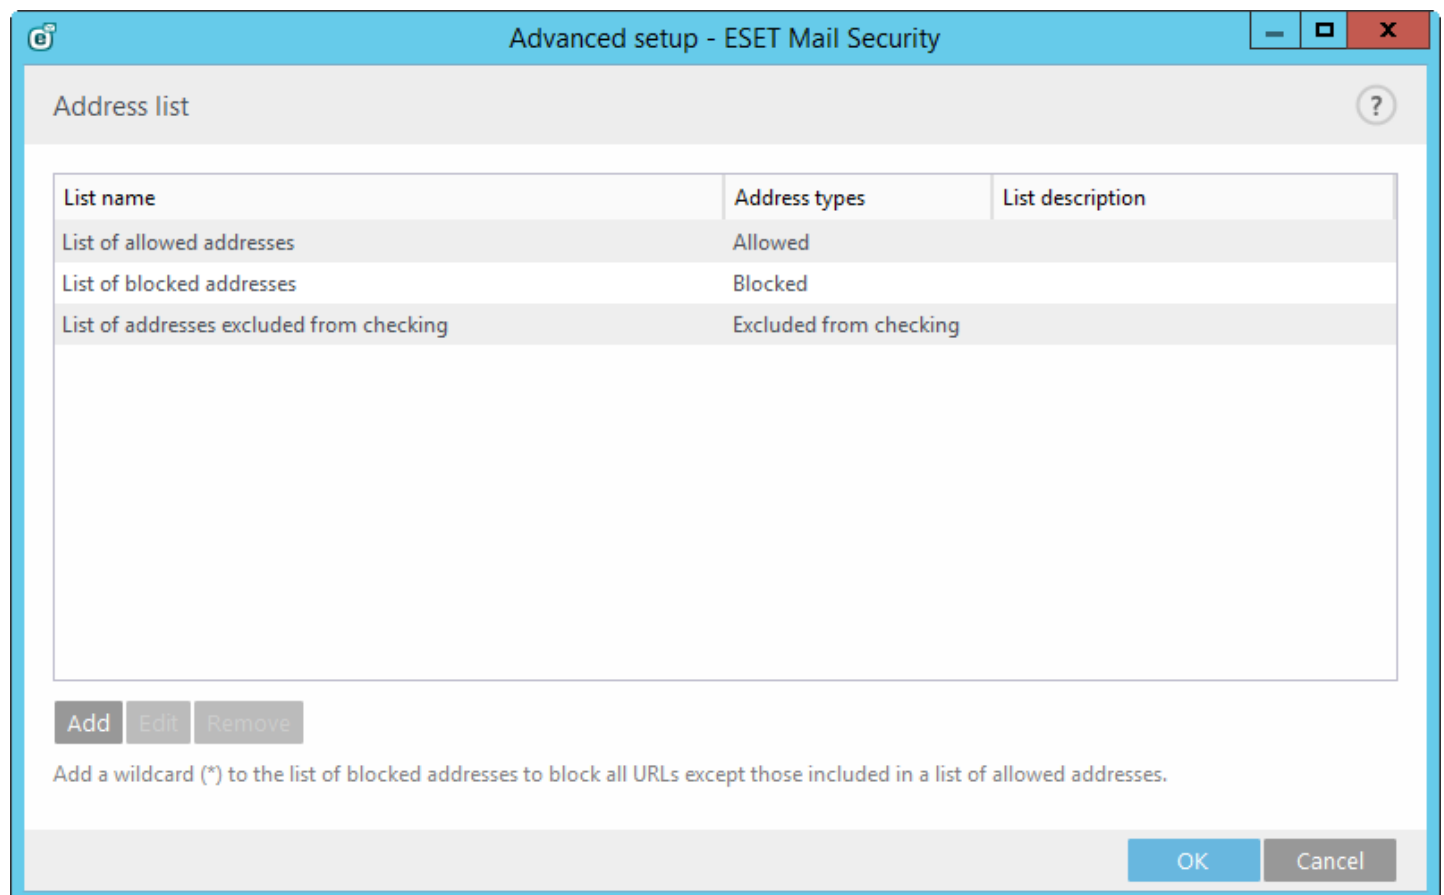 Advanced setup - ESET Mail Security
Address list
?
List name Address types List description
List of allowed addresses Allowed
List of blocked addresses Blocked
List of addresses excluded from checking Excluded from checking
Add Edit Remove
Add a wildcard (*) to the list of blocked addresses to block all URLs except those included in a list of allowed addresses.
OK Cancel